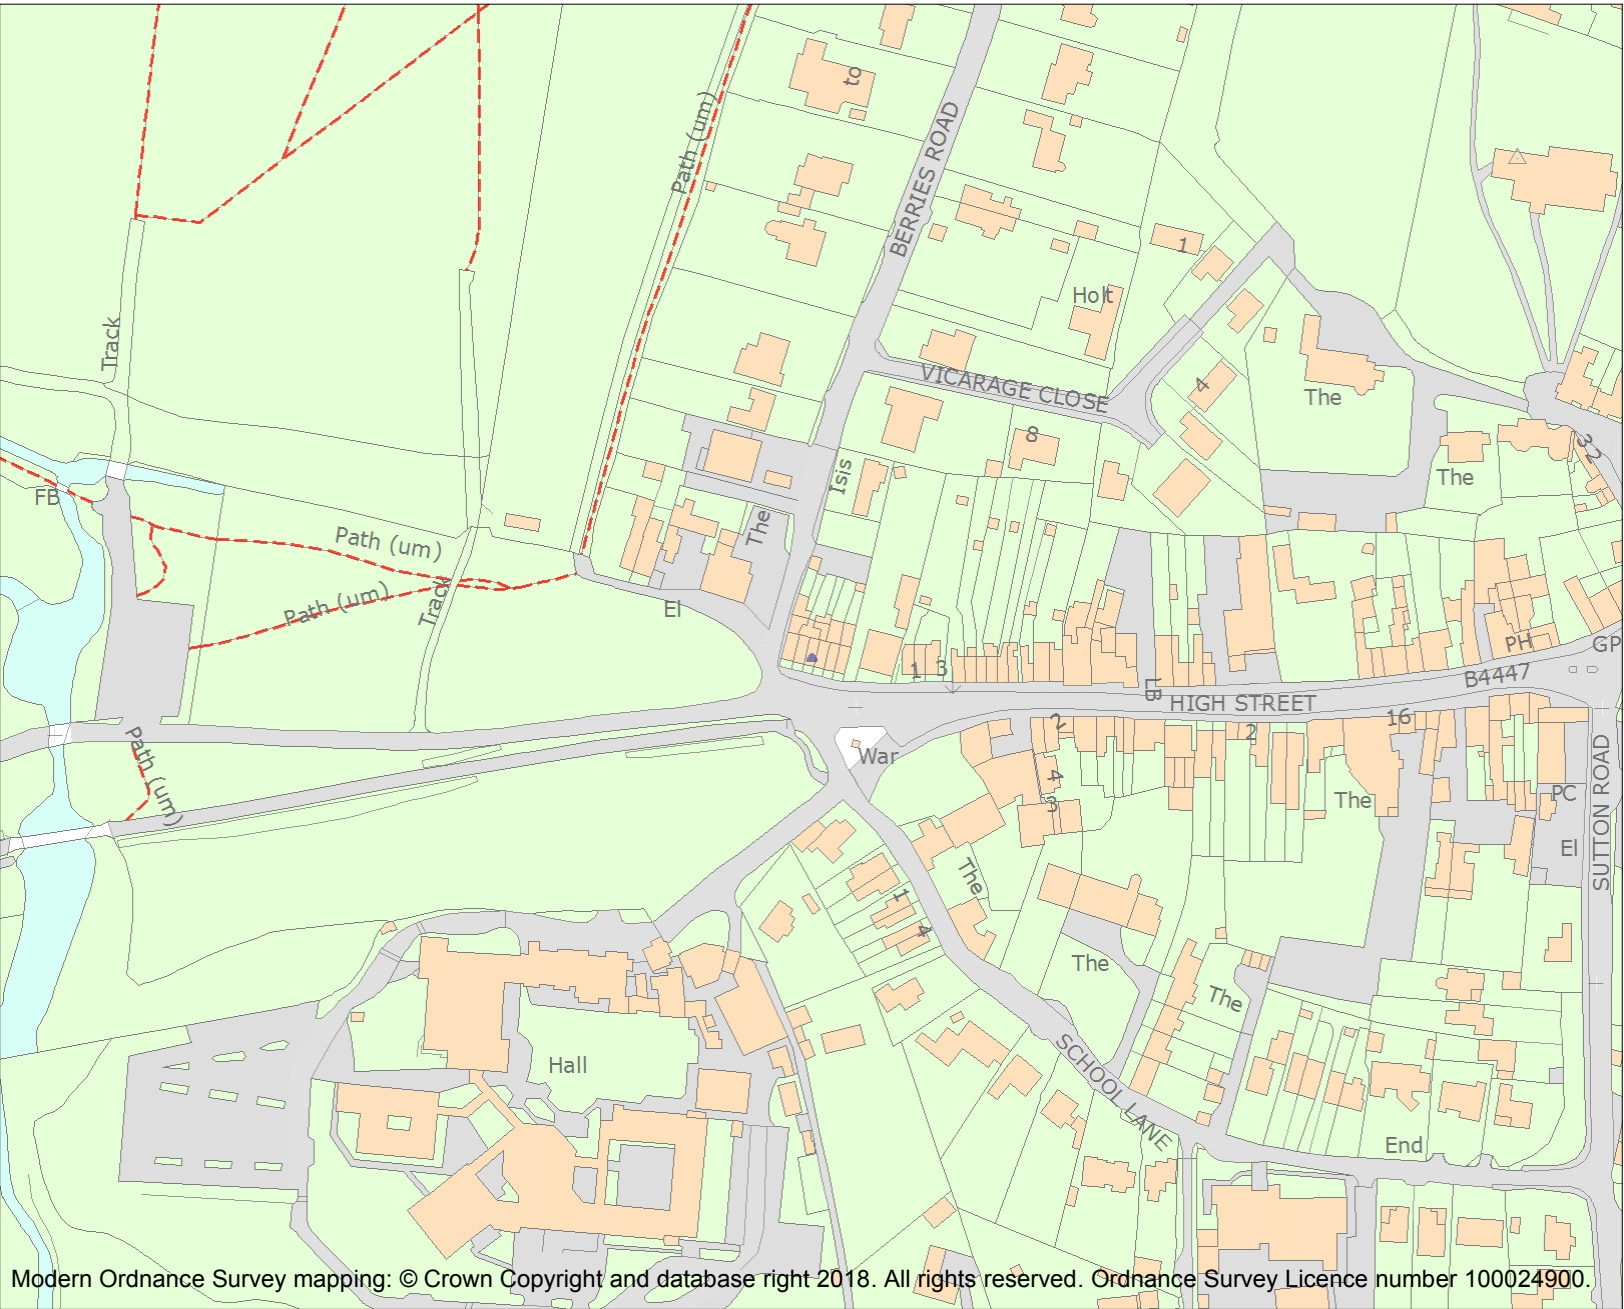 to
Path (um)
BERRIES ROAD
1
Holt
Track
VICARAGE CLOSE
4
The
8
32
The
Isis
FB
The
Path (um)
Path (um)
Track
El
PH
GP
1 3
LB
HIGH STREET
B4447
2
2
16
Path (um)
War
4
3
The
PC
SUTTON ROAD
El
The
1
4
The
The
SCHOOL LANE
Hall
End
Modern Ordnance Survey mapping: © Crown Copyright and database right 2018. All rights reserved. Ordnance Survey Licence number 100024900.